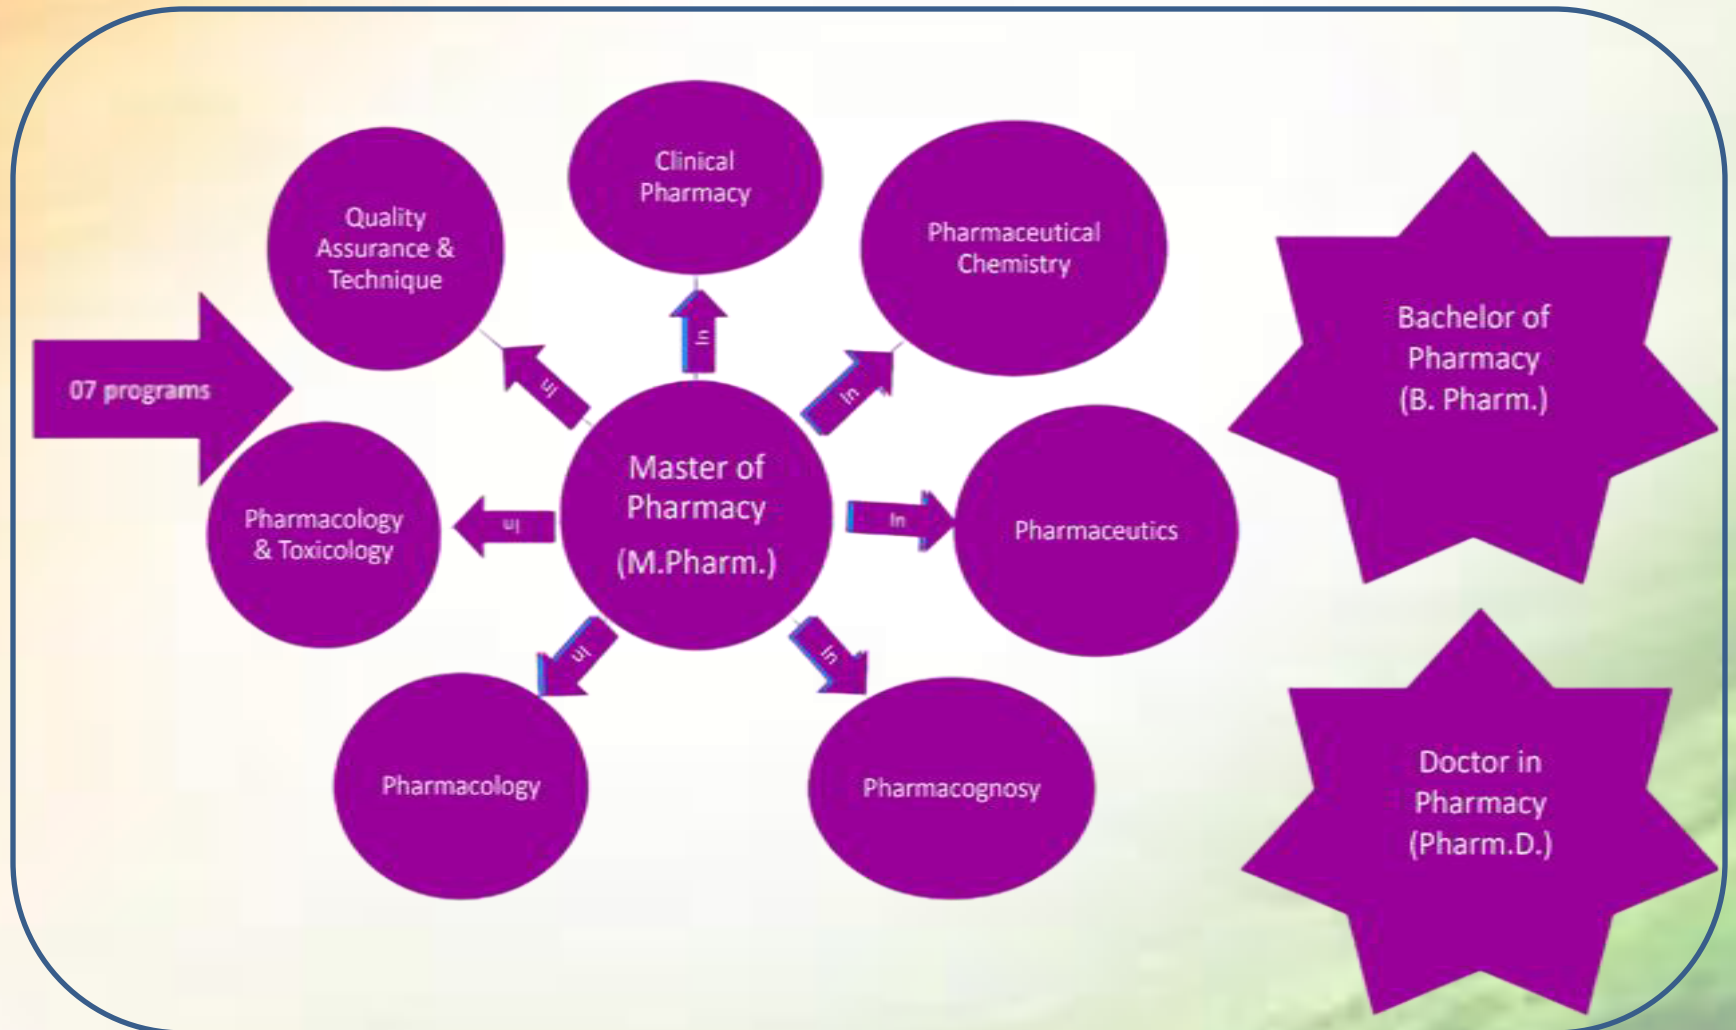 07 programs
Quality
Assurance &
Technique
Clinical
Pharmacy
Pharmaceutical
Chemistry
In
In
In
Master of
Pharmacy
(M.Pharm.)
In
In
Pharmacology
& Toxicology
Pharmaceutics
In
In
Pharmacology
Pharmacognosy
Bachelor of
Pharmacy
(B. Pharm.)
Doctor in
Pharmacy
(Pharm.D.)